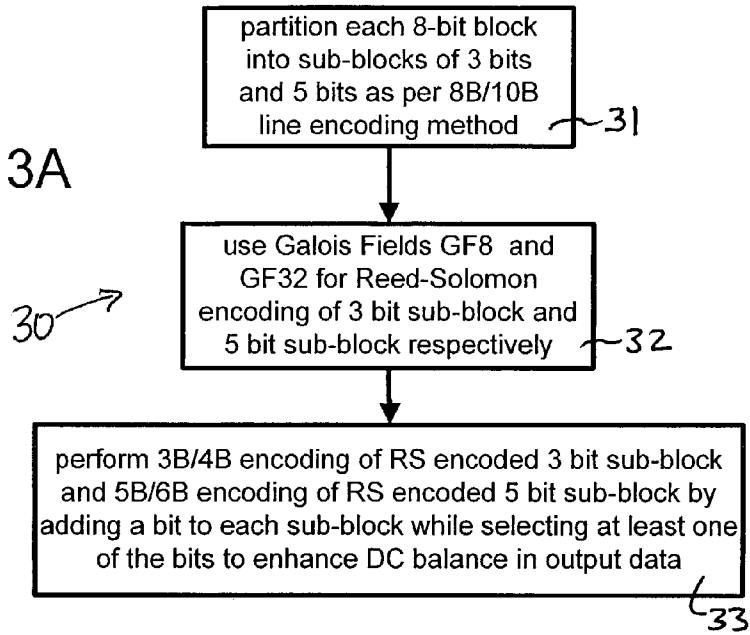 partition each 8-bit block
into sub-blocks of 3 bits
and 5 bits as per 8B/10B
line encoding method
31
3A
use Galois Fields GF8 and
GF32 for Reed-Solomon
encoding of 3 bit sub-block and
5 bit sub-block respectively
32
30
perform 3B/4B encoding of RS encoded 3 bit sub-block
and 5B/6B encoding of RS encoded 5 bit sub-block by
adding a bit to each sub-block while selecting at least one
of the bits to enhance DC balance in output data
33